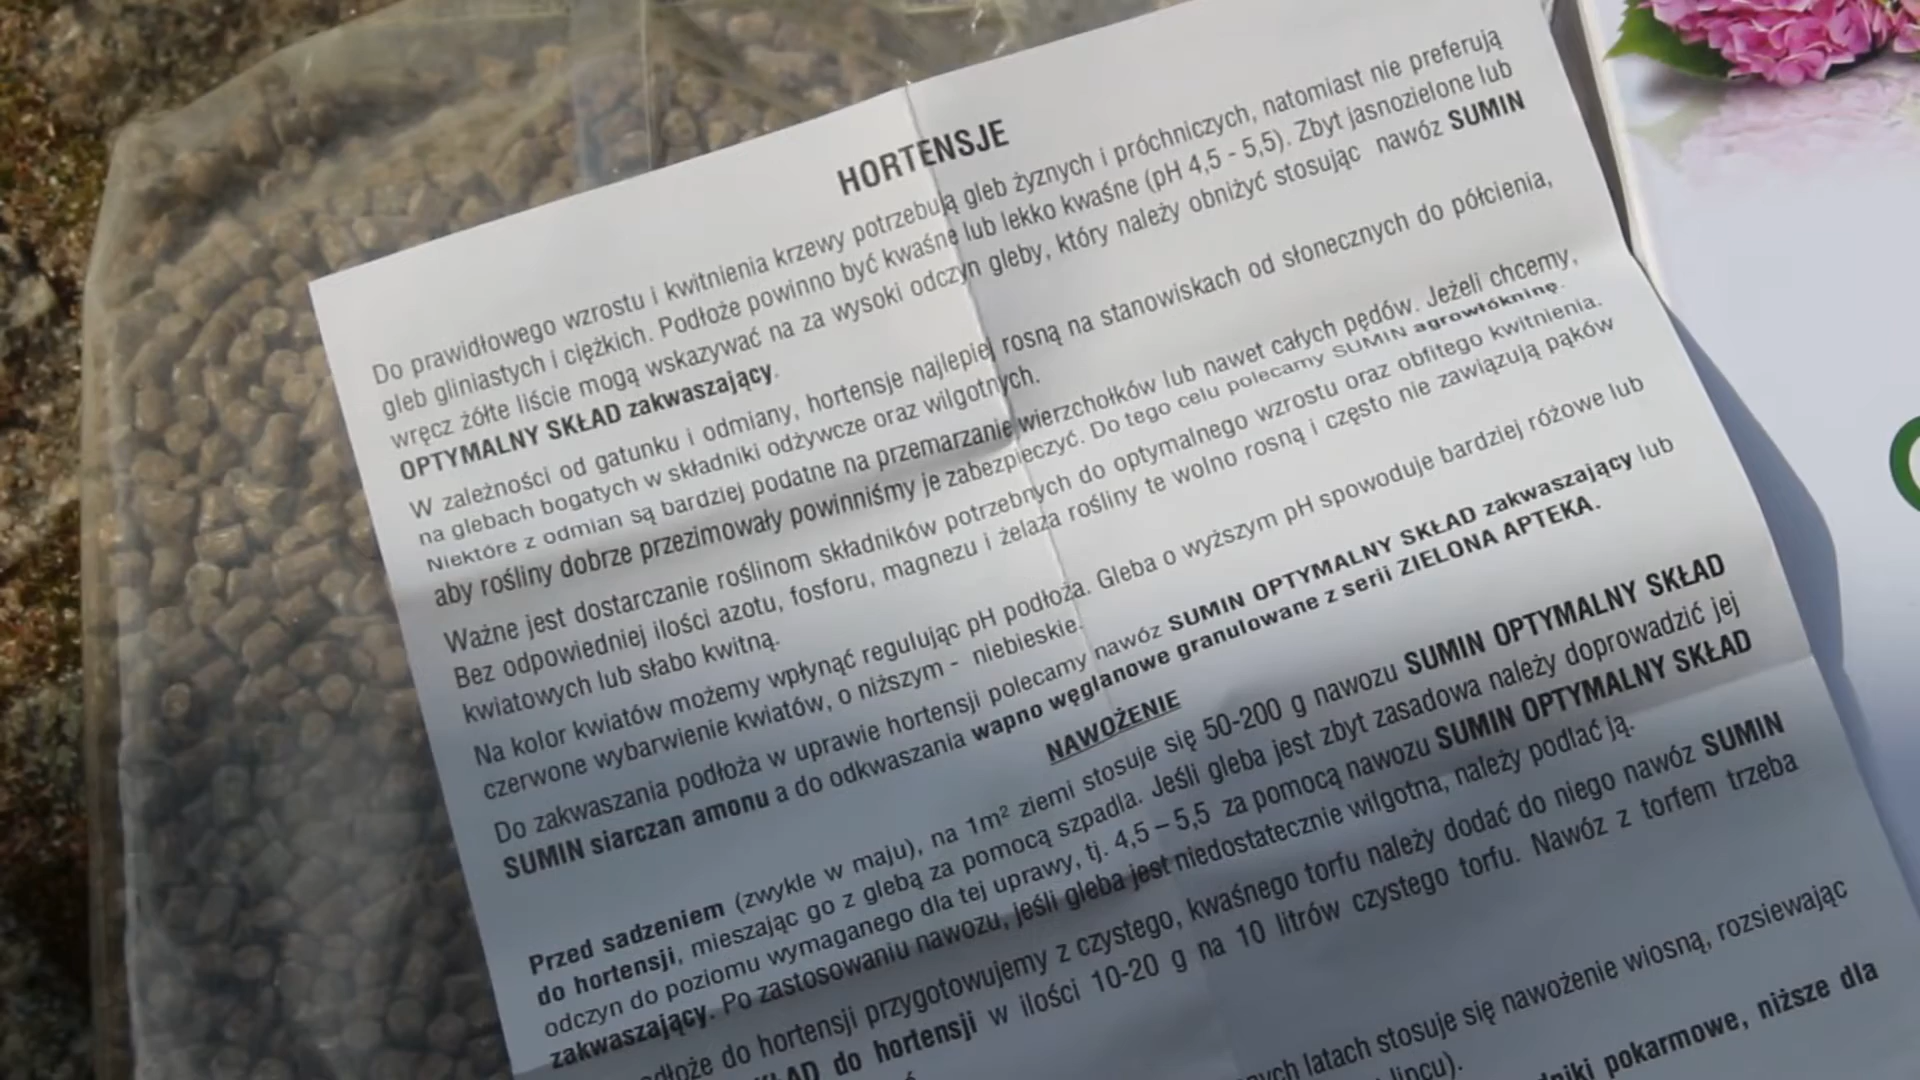 HORTENSJE
Do prawidłowego wzrostu i kwitnienia krzewy potrzebują gleb żyznych i próchniczych, natomiast nie preferują
gleb gliniastych i ciężkich. Podłoże powinno być kwaśne lub lekko kwaśne (pH 4,5 - 5,5). Zbyt jasnozielone lub
wręcz żółte liście mogą wskazywać na za wysoki odczyn gleby, który należy obniżyć stosując nawóz SUMIN
OPTYMALNY SKŁAD zakwaszający.
W zależności od gatunku i odmiany, hortensje najlepiej rosną na stanowiskach od słonecznych do półcienia,
na glebach bogatych w składniki odżywcze oraz wilgotnych.
Niektóre z odmian są bardziej podatne na przemarzanie wierzchołków lub nawet całych pędów. Jeżeli chcemy,
aby rośliny dobrze przezimowały powinniśmy je zabezpieczyć. Do tego celu polecamy SUMIN agrowłókninę.
Ważne jest dostarczanie roślinom składników potrzebnych do optymalnego wzrostu oraz obfitego kwitnienia.
Bez odpowiedniej ilości azotu, fosforu, magnezu i żelaza rośliny te wolno rosną i często nie zawiązują pąków
kwiatowych lub słabo kwitną.
Na kolor kwiatów możemy wpłynąć regulując pH podłoża. Gleba o wyższym pH spowoduje bardziej różowe lub
czerwone wybarwienie kwiatów, o niższym - niebieskie.
Do zakwaszania podłoża w uprawie hortensji polecamy nawóz SUMIN OPTYMALNY SKŁAD zakwaszający lub
SUMIN siarczan amonu a do odkwaszania wapno węglanowe granulowane z serii ZIELONA APTEKA.
NAWOŻENIE
Przed sadzeniem (zwykle w maju), na 1m² ziemi stosuje się 50-200 g nawozu SUMIN OPTYMALNY SKŁAD
do hortensji, mieszając go z glebą za pomocą szpadla. Jeśli gleba jest zbyt zasadowa należy doprowadzić jej
odczyn do poziomu wymaganego dla tej uprawy, tj. 4,5 – 5,5 za pomocą nawozu SUMIN OPTYMALNY SKŁAD
zakwaszający. Po zastosowaniu nawozu, jeśli gleba jest niedostatecznie wilgotna, należy podlać ją.
do hortensji przygotowujemy z czystego, kwaśnego torfu należy dodać do niego nawóz SUMIN
do hortensji w ilości 10-20 g na 10 litrów czystego torfu. Nawóz z torfem trzeba
latach stosuje się nawożenie wiosną, rozsiewając
pokarmowe, niższe dla